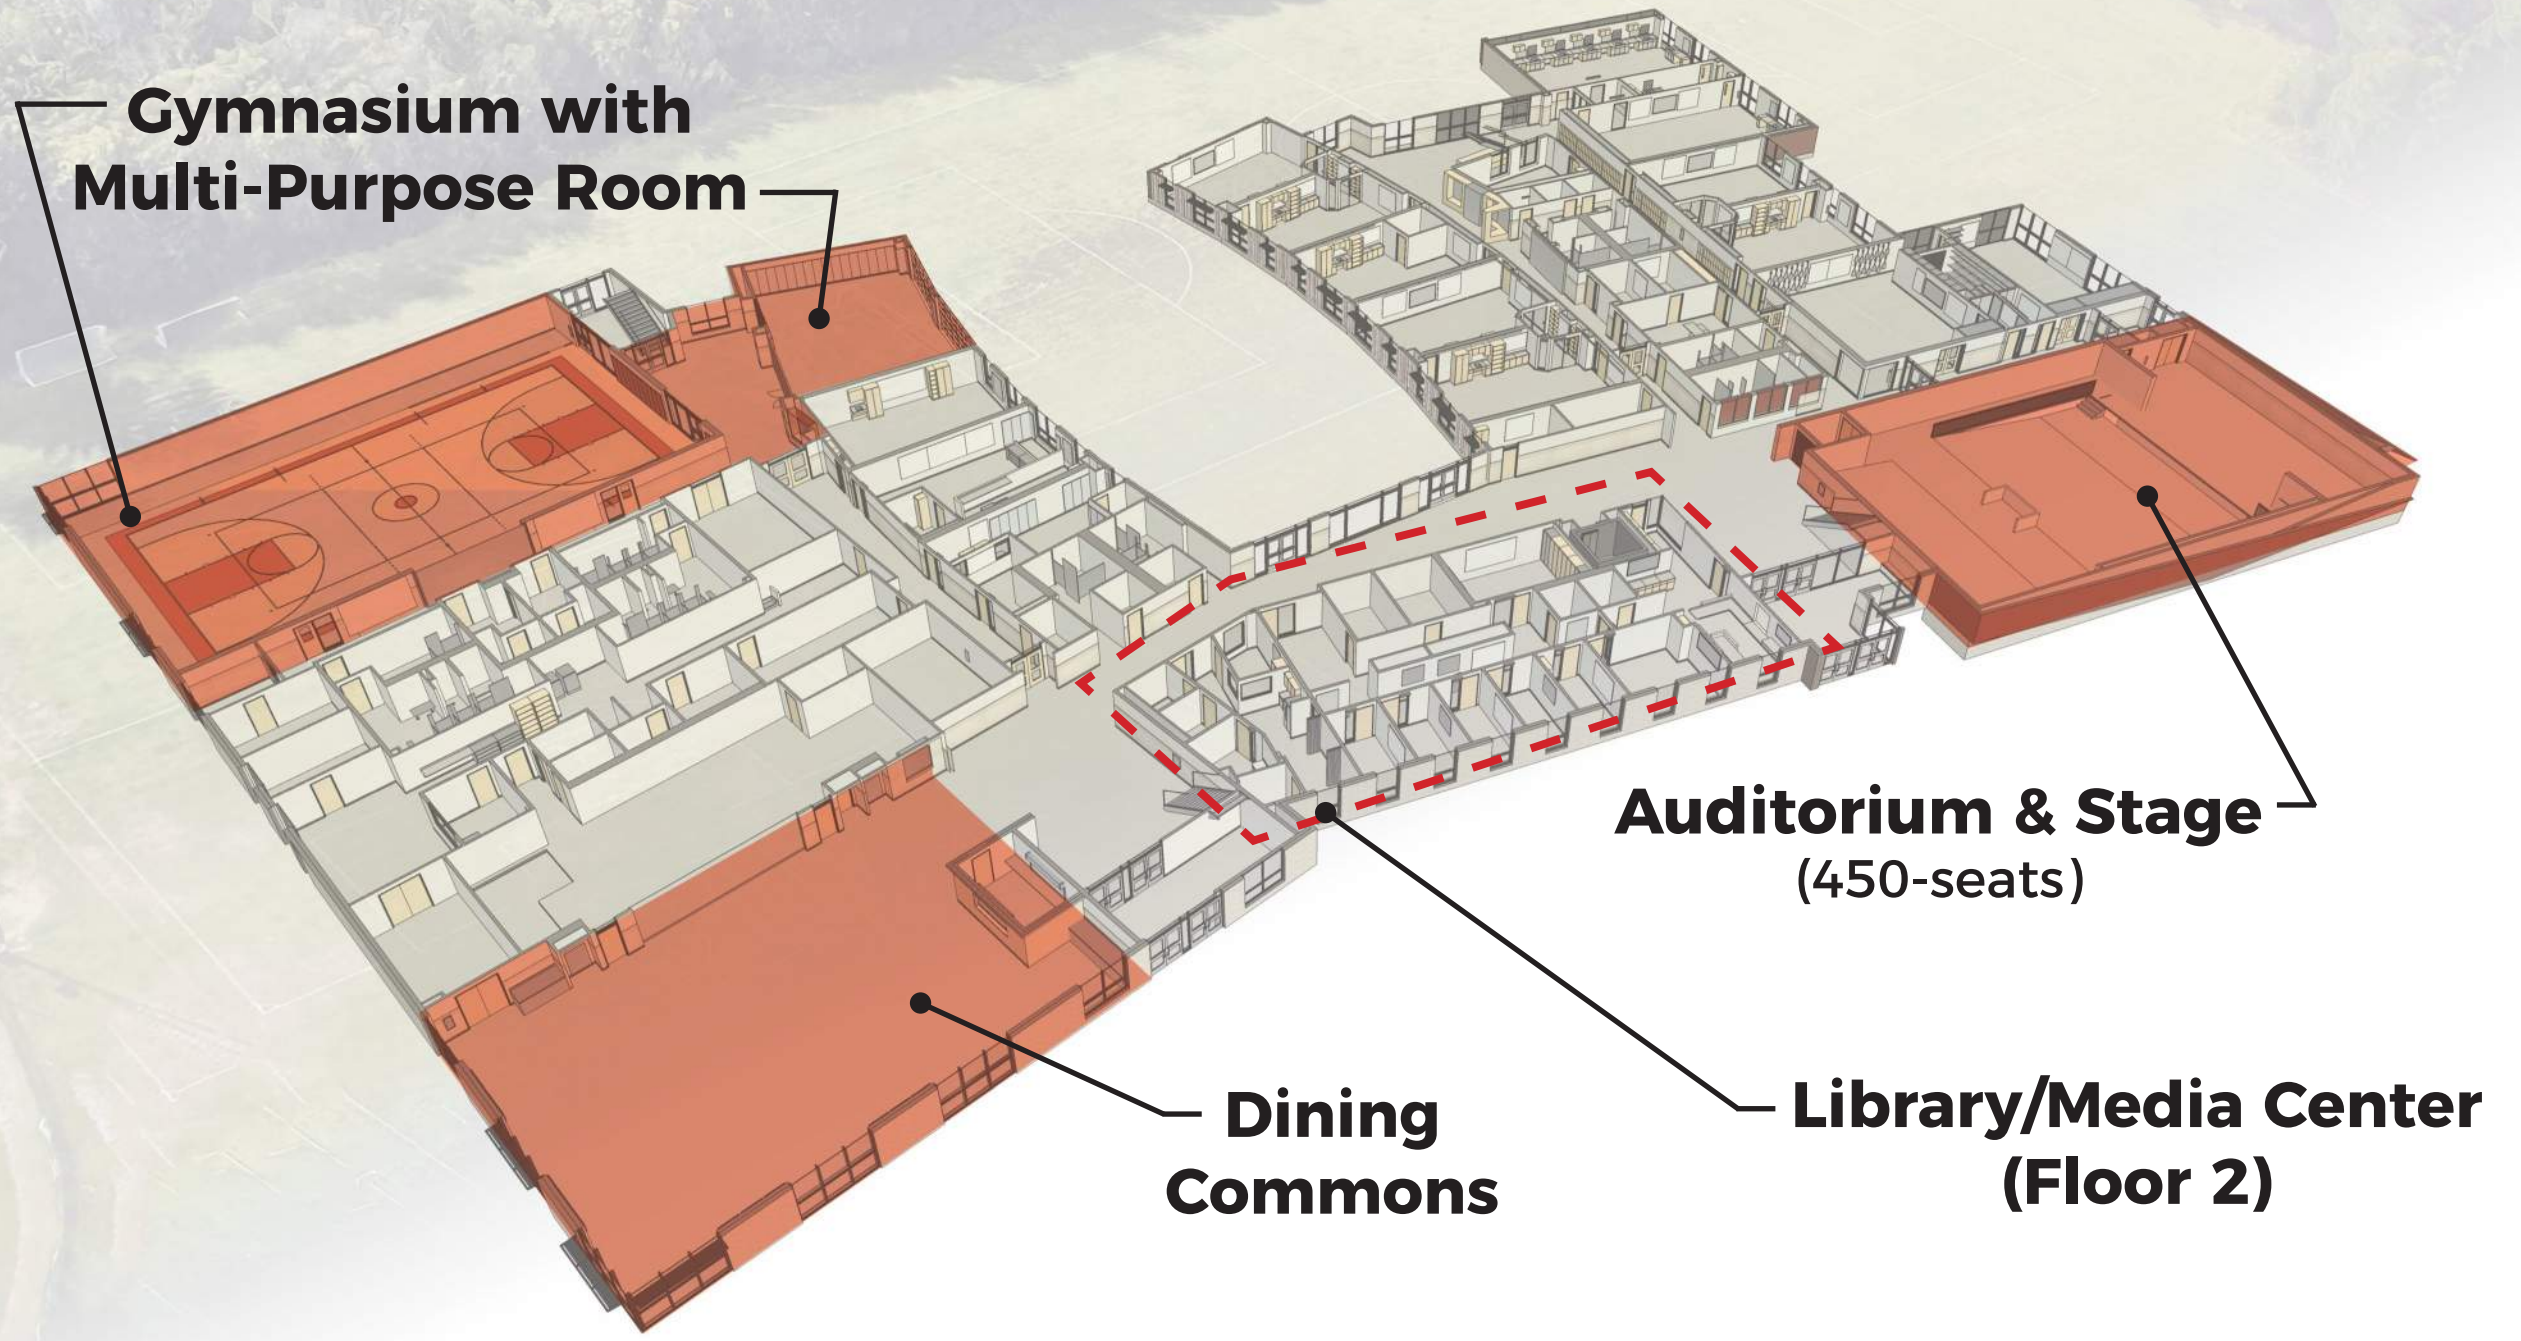 Gymnasium with
Multi-Purpose Room
Auditorium & Stage
(450-seats)
Dining
Commons
Library/Media Center
(Floor 2)